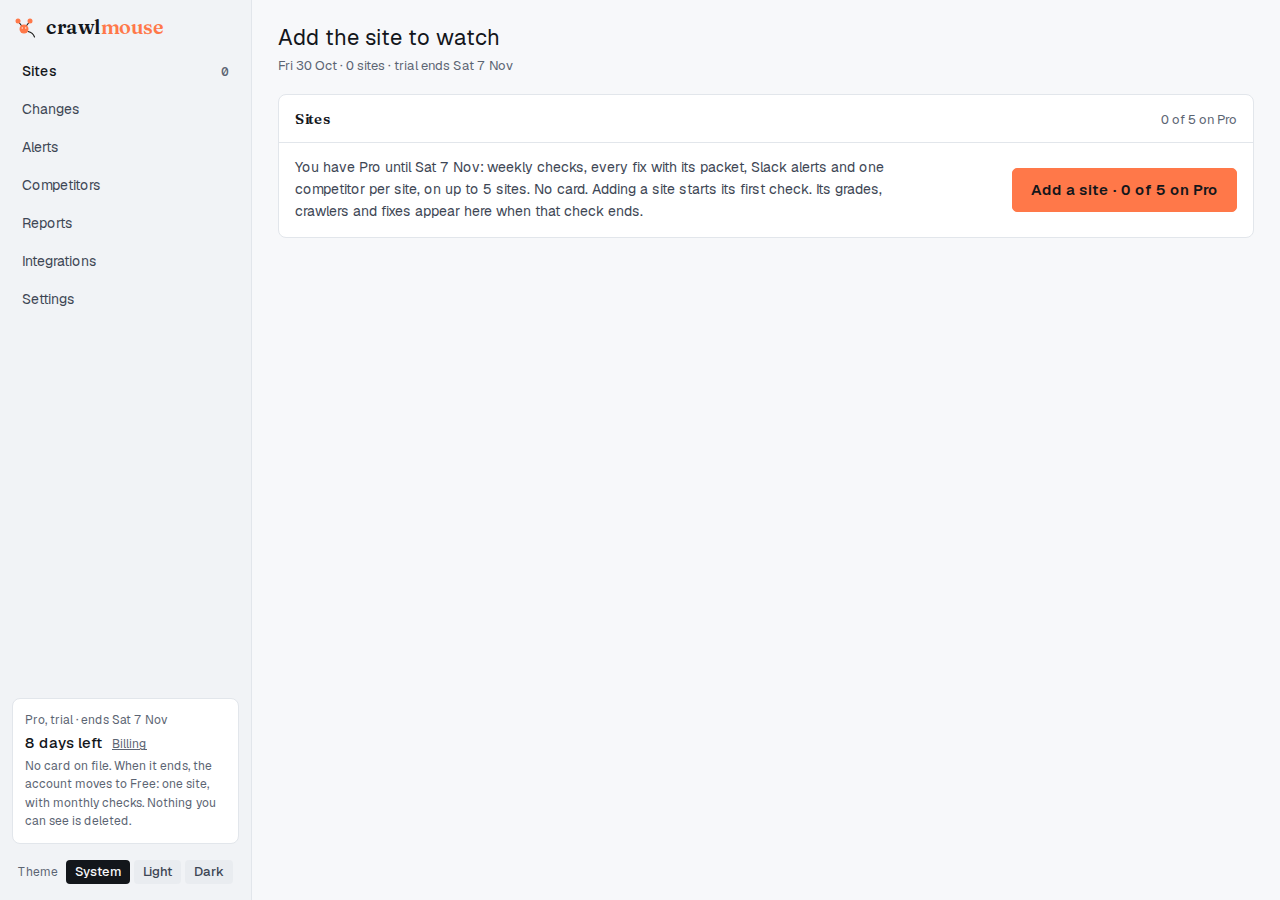 crawlmouse
Sites 0
Changes
Alerts
Competitors
Reports
Integrations
Settings
Pro, trial · ends Sat 7 Nov
8 days left Billing
No card on file. When it ends, the
account moves to Free: one site,
with monthly checks. Nothing you
can see is deleted.
Theme System Light Dark
Add the site to watch
Fri 30 Oct · 0 sites · trial ends Sat 7 Nov
Sites 0 of 5 on Pro
You have Pro until Sat 7 Nov: weekly checks, every fix with its packet, Slack alerts and one
competitor per site, on up to 5 sites. No card. Adding a site starts its first check. Its grades,
crawlers and fixes appear here when that check ends.
Add a site · 0 of 5 on Pro